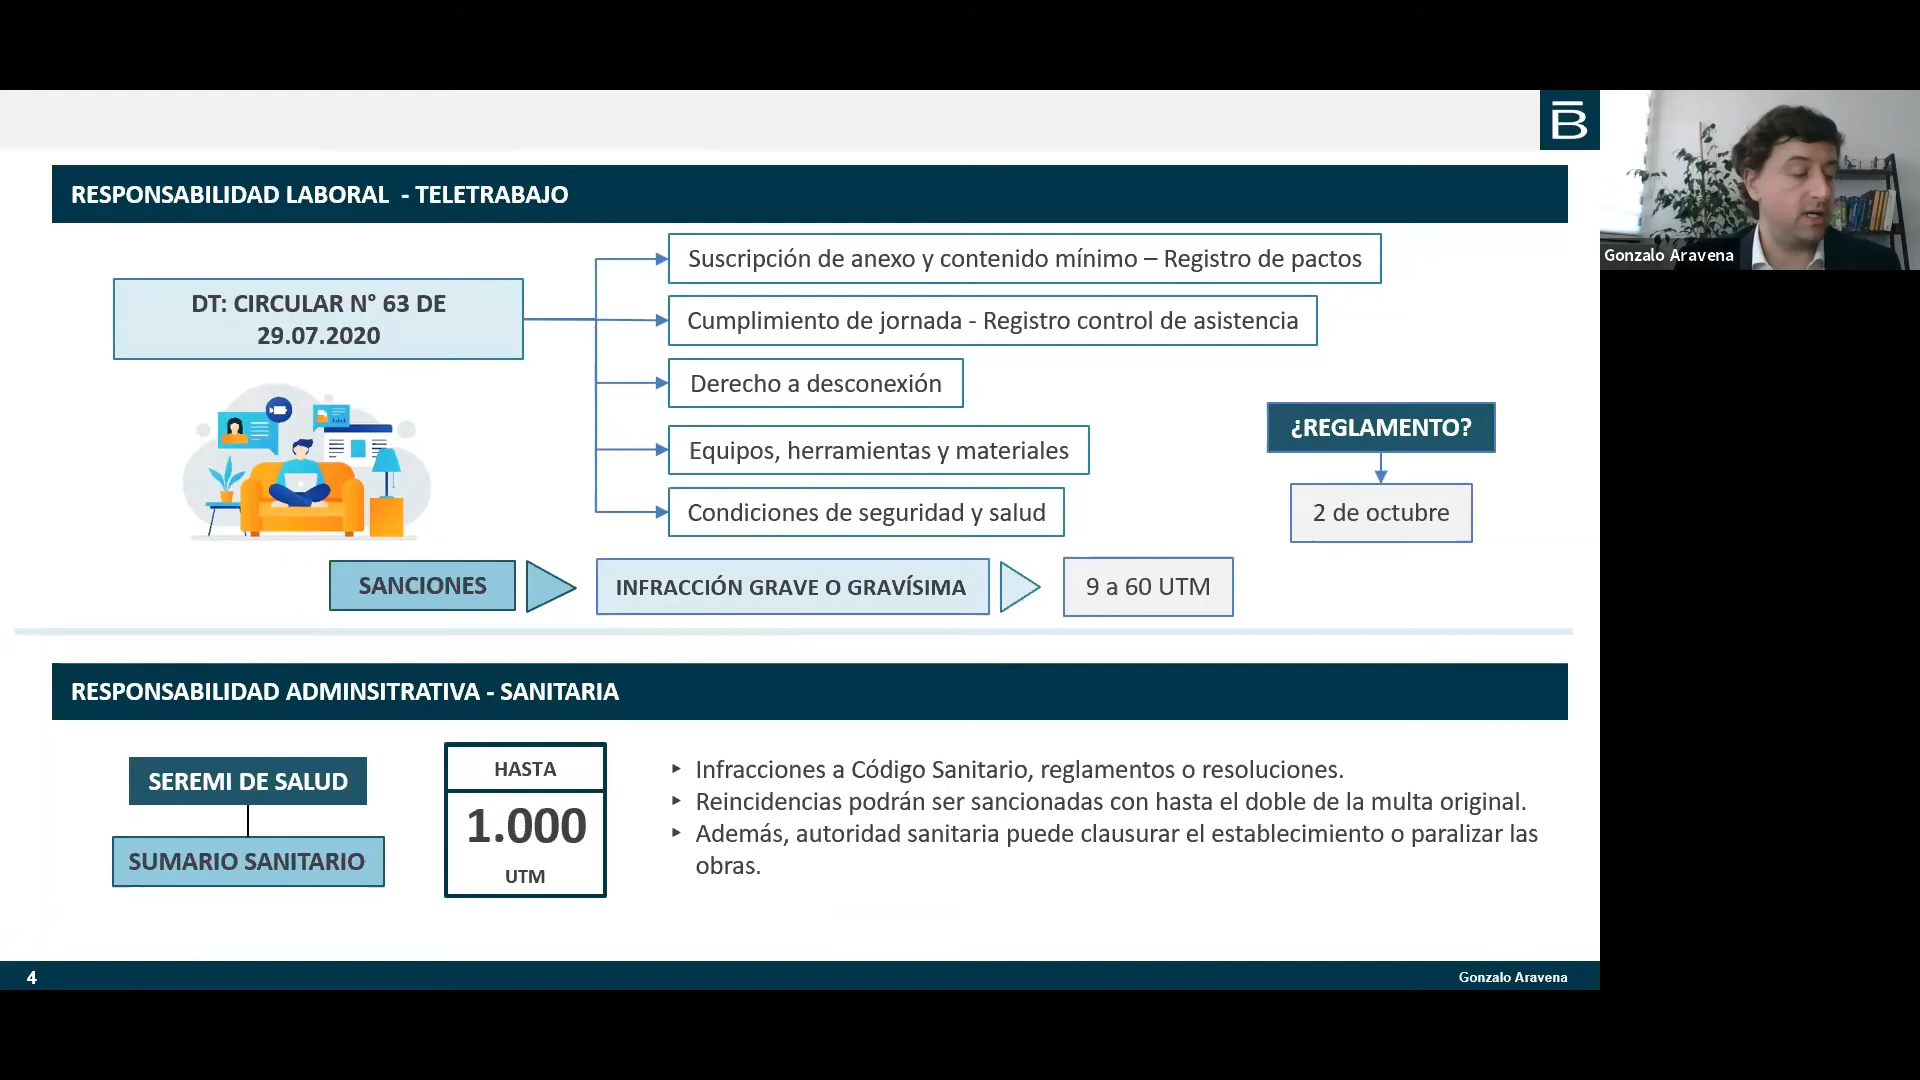 B
Gonzalo Aravena
RESPONSABILIDAD LABORAL - TELETRABAJO
DT: CIRCULAR N° 63 DE
29.07.2020
Suscripción de anexo y contenido mínimo – Registro de pactos
Cumplimiento de jornada - Registro control de asistencia
Derecho a desconexión
Equipos, herramientas y materiales
Condiciones de seguridad y salud
¿REGLAMENTO?
2 de octubre
SANCIONES
INFRACCIÓN GRAVE O GRAVÍSIMA
9 a 60 UTM
RESPONSABILIDAD ADMINSITRATIVA - SANITARIA
SEREMI DE SALUD
SUMARIO SANITARIO
HASTA
1.000
UTM
‣ Infracciones a Código Sanitario, reglamentos o resoluciones.
‣ Reincidencias podrán ser sancionadas con hasta el doble de la multa original.
‣ Además, autoridad sanitaria puede clausurar el establecimiento o paralizar las
obras.
4
Gonzalo Aravena